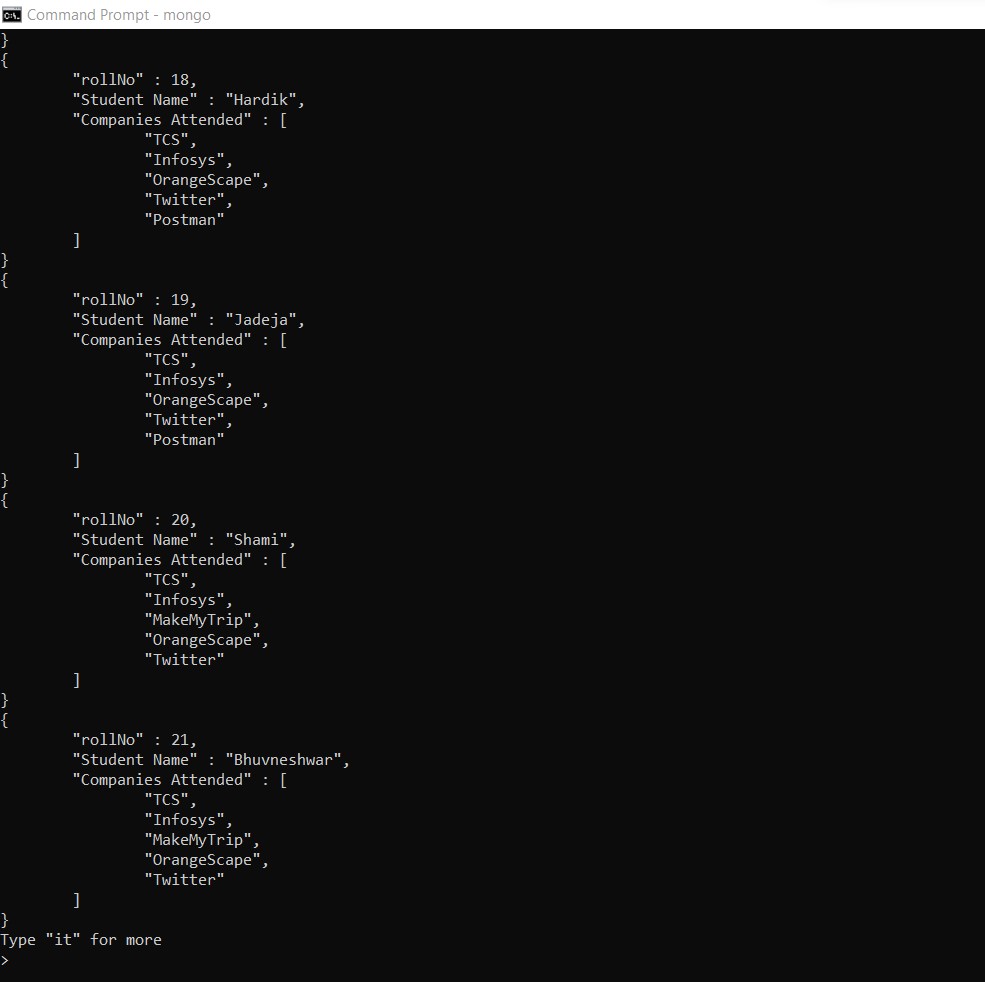 Command Prompt - mongo
}
{
"rollNo" : 18,
"Student Name" : "Hardik",
"Companies Attended" : [
"TCS",
"Infosys",
"OrangeScape",
"Twitter",
"Postman"
]
}
{
"rollNo" : 19,
"Student Name" : "Jadeja",
"Companies Attended" : [
"TCS",
"Infosys",
"OrangeScape",
"Twitter",
"Postman"
]
}
{
"rollNo" : 20,
"Student Name" : "Shami",
"Companies Attended" : [
"TCS",
"Infosys",
"MakeMyTrip",
"OrangeScape",
"Twitter"
]
}
{
"rollNo" : 21,
"Student Name" : "Bhuvneshwar",
"Companies Attended" : [
"TCS",
"Infosys",
"MakeMyTrip",
"OrangeScape",
"Twitter"
]
}
Type "it" for more
>